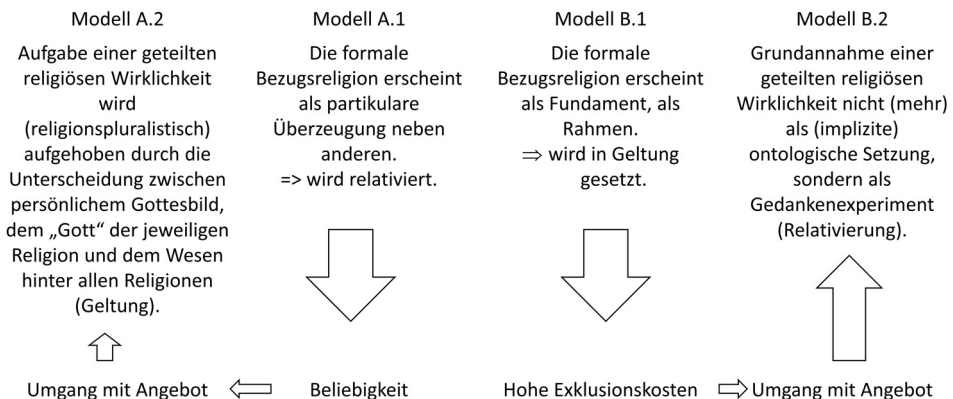 Modell A.2
Aufgabe einer geteilten
religiösen Wirklichkeit
wird
(religionspluralistisch)
aufgehoben durch die
Unterscheidung zwischen
persönlichem Gottesbild,
dem „Gott“ der jeweiligen
Religion und dem Wesen
hinter allen Religionen
(Geltung).
Umgang mit Angebot
Modell A.1
Die formale
Bezugsreligion erscheint
als partikulare
Überzeugung neben
anderen.
=> wird relativiert.
Beliebigkeit
Modell B.1
Die formale
Bezugsreligion erscheint
als Fundament, als
Rahmen.
⇒ wird in Geltung
gesetzt.
Hohe Exklusionskosten
Modell B.2
Grundannahme einer
geteilten religiösen
Wirklichkeit nicht (mehr)
als (implizite)
ontologische Setzung,
sondern als
Gedankenexperiment
(Relativierung).
Umgang mit Angebot